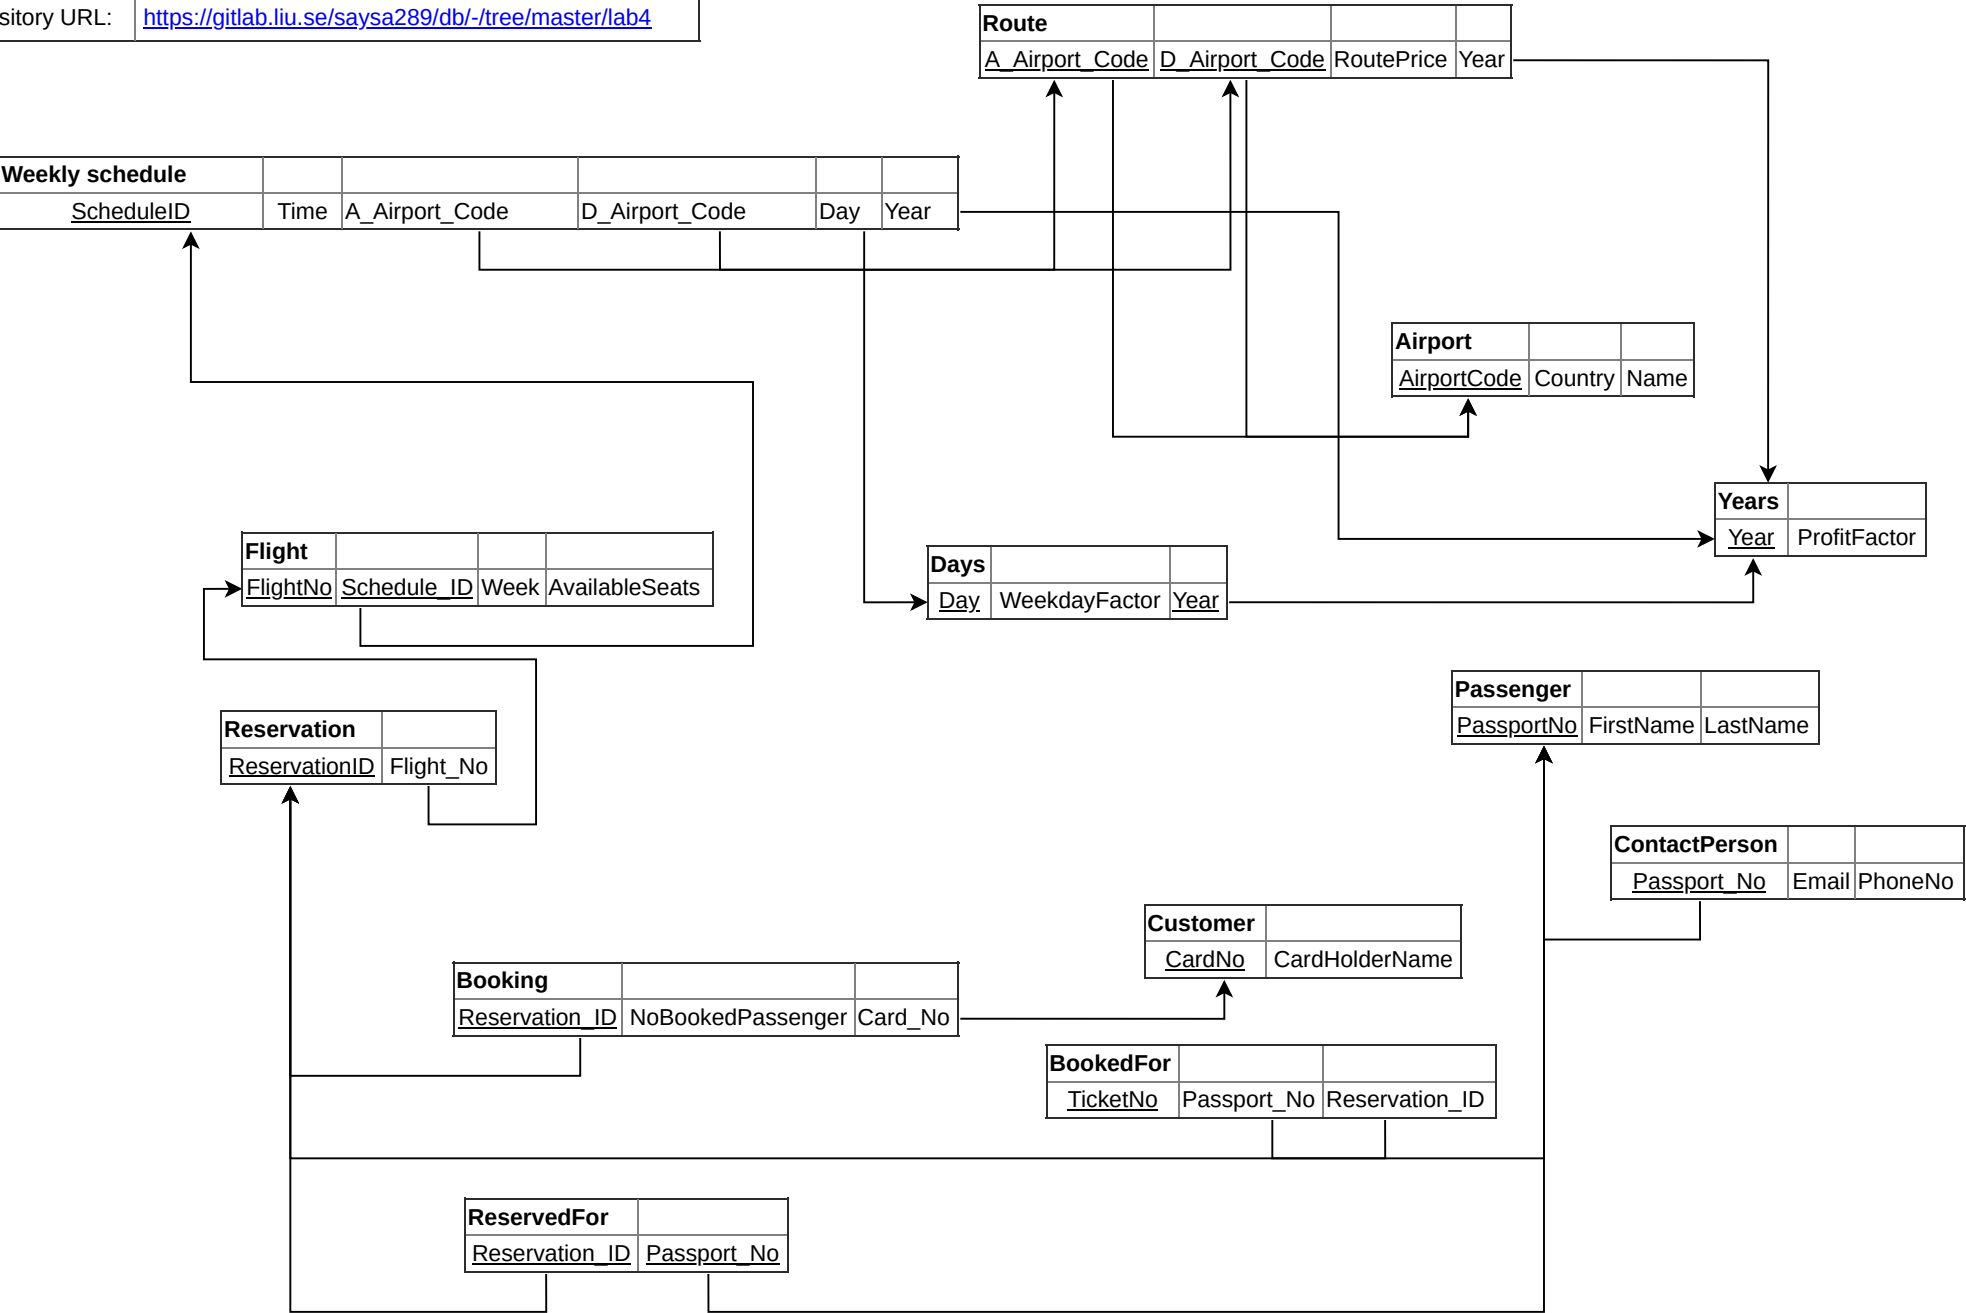 sitory URL: https://gitlab.liu.se/saysa289/db/-/tree/master/lab4
Route
A_Airport_Code D_Airport_Code RoutePrice Year
Weekly schedule
ScheduleID Time A_Airport_Code D_Airport_Code Day Year
Airport
AirportCode Country Name
Years
Year ProfitFactor
Flight
FlightNo Schedule_ID Week AvailableSeats
Days
Day WeekdayFactor Year
Passenger
PassportNo FirstName LastName
Reservation
ReservationID Flight_No
ContactPerson
Passport_No Email PhoneNo
Customer
CardNo CardHolderName
Booking
Reservation_ID NoBookedPassenger Card_No
BookedFor
TicketNo Passport_No Reservation_ID
ReservedFor
Reservation_ID Passport_No